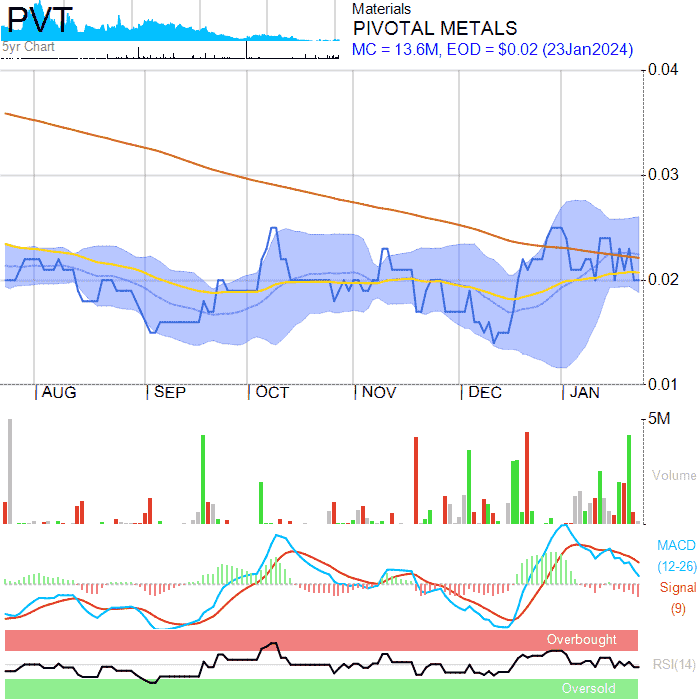 PVT
5yr Chart
Materials
PIVOTAL METALS
MC = 13.6M, EOD = $0.02 (23Jan2024)
0.04
0.03
0.02
0.01
AUG SEP OCT NOV DEC JAN
5M
Volume
MACD
(12-26)
Signal
(9)
Overbought
RSI(14)
Oversold